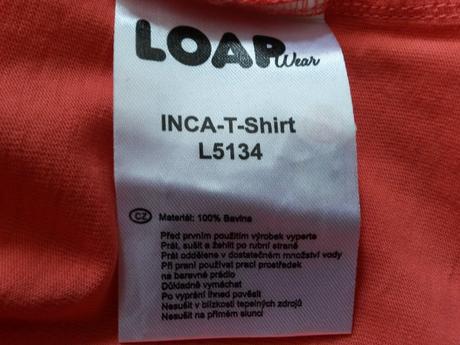 LOAP Wear
INCA-T-Shirt
L5134
CZ Materiál: 100% Bavlna
Před prvním použitím výrobek vyperte
Prát, sušit a žehlit po rubní straně
Prát odděleně v dostatečném množství vody
Při praní používat prací prostředek
na barevné prádlo
Důkladně vymáchat
Po vyprání ihned pověsit
Nesušit v blízkosti tepelných zdrojů
Nesušit na přímém slunci